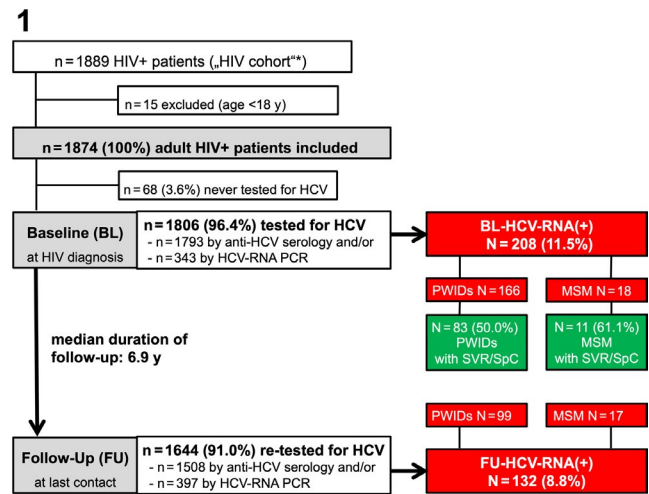 1
n=1889 HIV+ patients („HIV cohort“*)
n=15 excluded (age <18 y)
n=1874 (100%) adult HIV+ patients included
n=68 (3.6%) never tested for HCV
Baseline (BL)
at HIV diagnosis
n=1806 (96.4%) tested for HCV
- n=1793 by anti-HCV serology and/or
- n=343 by HCV-RNA PCR
BL-HCV-RNA(+)
N=208 (11.5%)
PWIDs N=166
MSM N=18
N=83 (50.0%)
PWIDs
with SVR/SpC
N=11 (61.1%)
MSM
with SVR/SpC
median duration of
follow-up: 6.9 y
PWIDs N=99
MSM N=17
Follow-Up (FU)
at last contact
n=1644 (91.0%) re-tested for HCV
- n=1508 by anti-HCV serology and/or
- n=397 by HCV-RNA PCR
FU-HCV-RNA(+)
N=132 (8.8%)